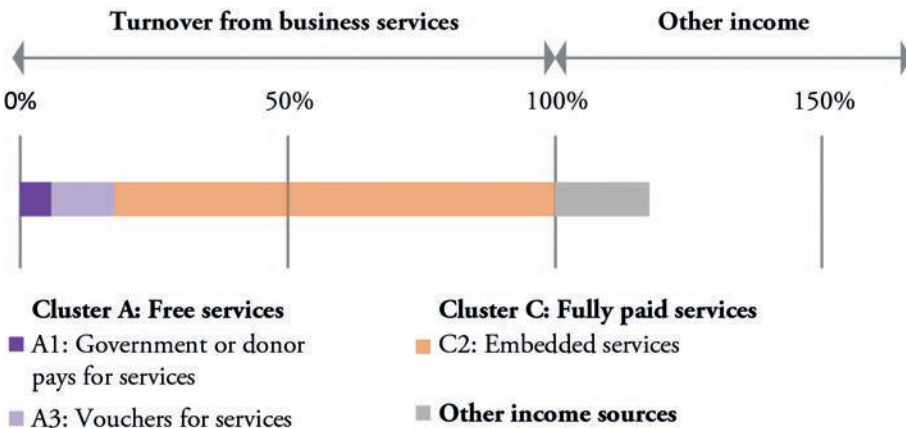 Turnover from business services
Other income
0%
50%
100%
150%
Cluster A: Free services
A1: Government or donor
pays for services
A3: Vouchers for services
Cluster C: Fully paid services
C2: Embedded services
Other income sources